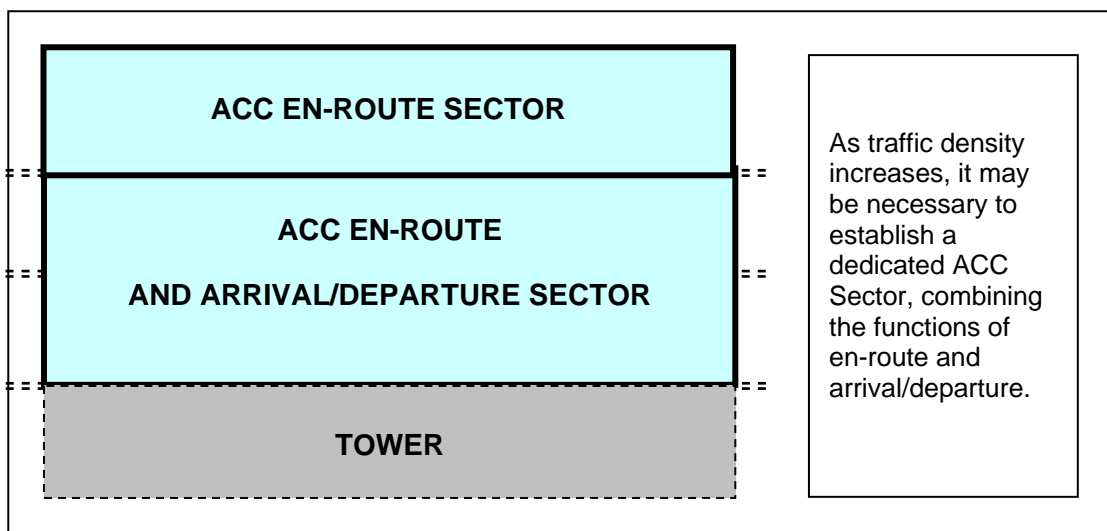 ACC EN-ROUTE SECTOR
ACC EN-ROUTE
AND ARRIVAL/DEPARTURE SECTOR
TOWER
As traffic density
increases, it may
be necessary to
establish a
dedicated ACC
Sector, combining
the functions of
en-route and
arrival/departure.